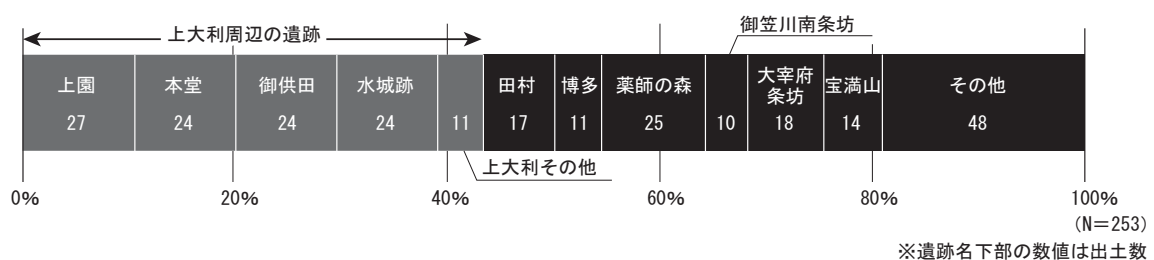 御笠川南条坊
上大利周辺の遺跡
上園 本堂 御供田 水城跡 田村 博多 薬師の森 大宰府条坊 宝満山 その他
27 24 24 24 11 17 11 25 10 18 14 48
上大利その他
0% 20% 40% 60% 80% 100%
(N=253)
※遺跡名下部の数値は出土数